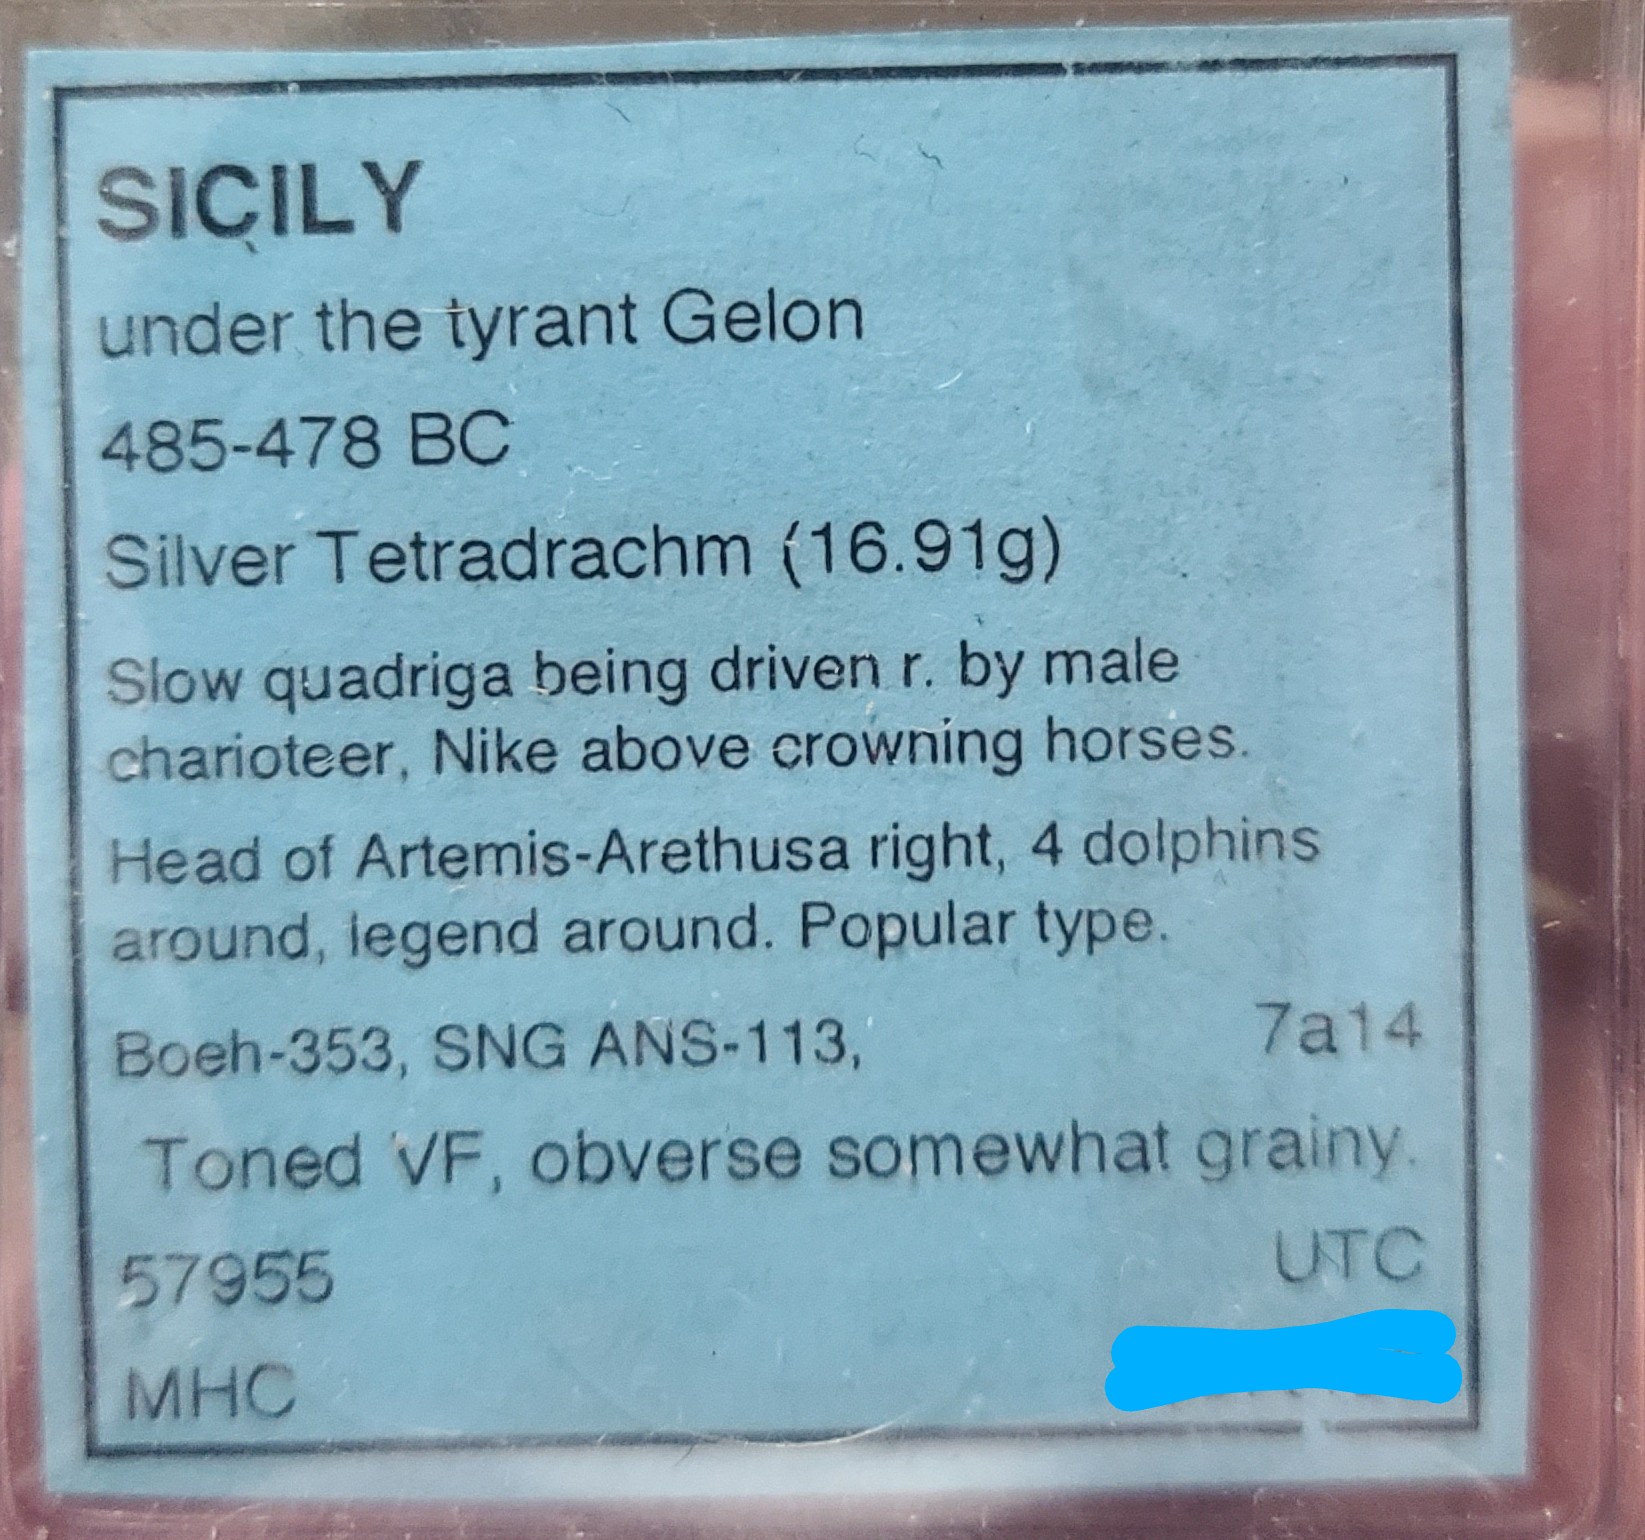 SICILY
under the tyrant Gelon
485-478 BC
Silver Tetradrachm (16.91g)
Slow quadriga being driven r. by male
charioteer, Nike above crowning horses.
Head of Artemis-Arethusa right, 4 dolphins
around, legend around. Popular type.
Boeh-353, SNG ANS-113, 7a14
Toned VF, obverse somewhat grainy.
57955 UTC
MHC